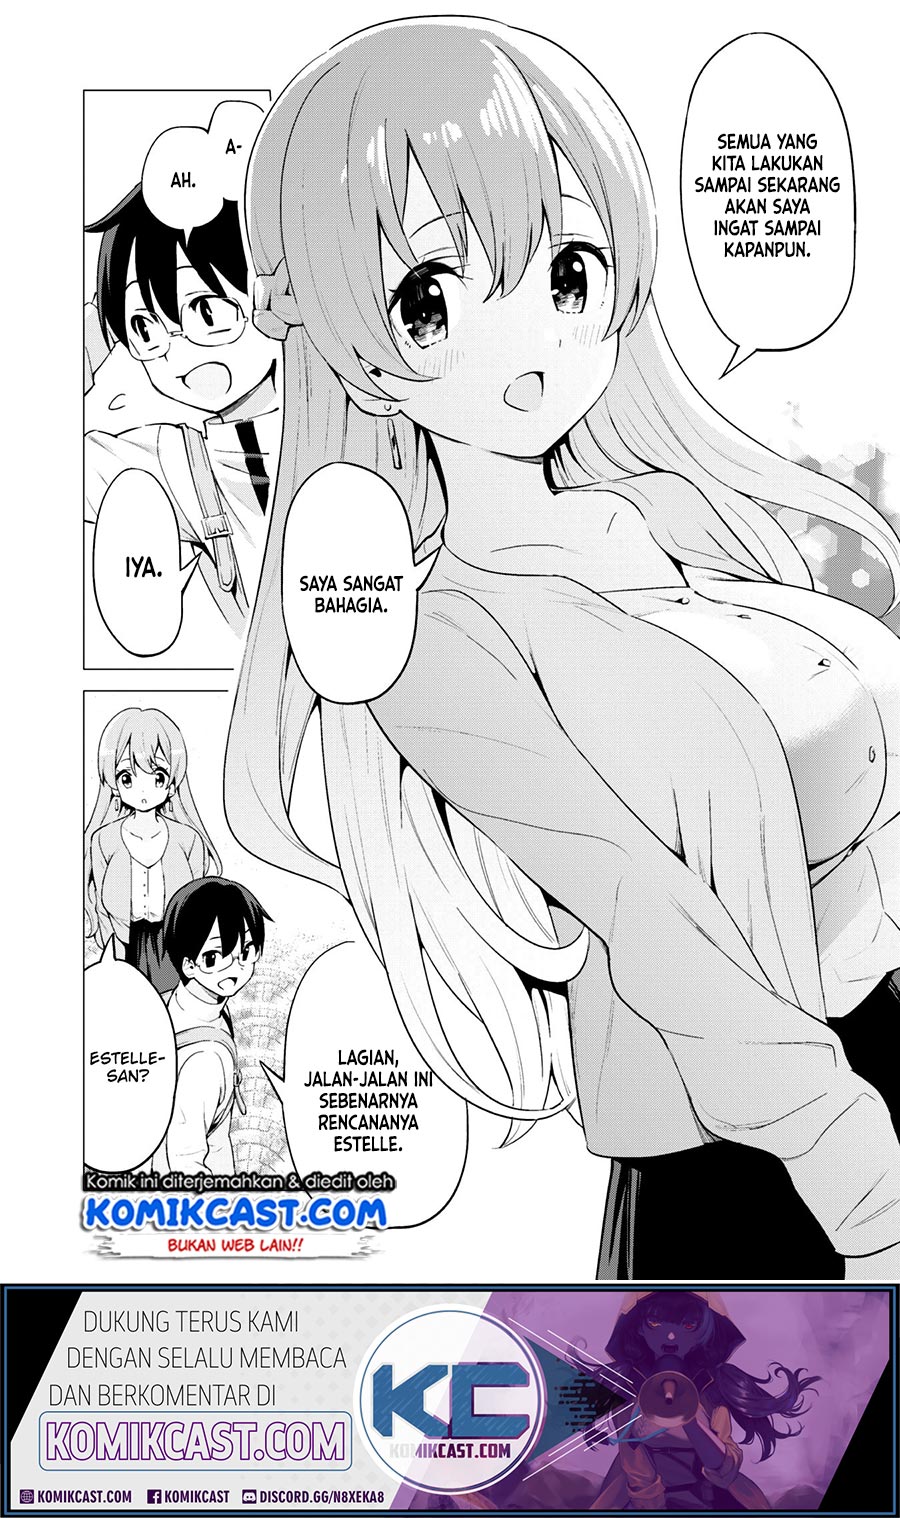 SEMUA YANG
KITA LAKUKAN
SAMPAI SEKARANG
AKAN SAYA
INGAT SAMPAI
KAPANPUN.
A-
AH.
SAYA SANGAT
BAHAGIA.
IYA.
LAGIAN,
JALAN-JALAN INI
SEBENARNYA
RENCANANYA
ESTELLE.
ESTELLE-
SAN?
Komik ini diterjemahkan & diedit oleh
KOMIKCAST.COM
BUKAN WEB LAIN!!
DUKUNG TERUS KAMI
DENGAN SELALU MEMBACA
DAN BERKOMENTAR DI
KOMIKCAST.COM
KC
KOMIKCAST.COM
KOMIKCAST.COM
KOMIKCAST
DISCORD.GG/N8XEKA8